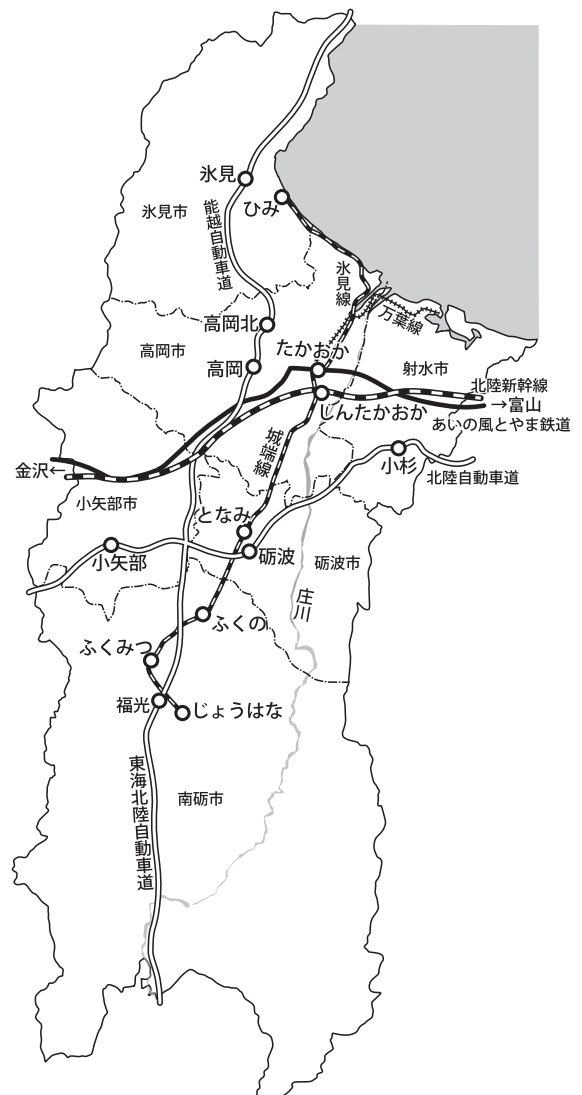 氷見
ひみ
氷見市
能越自動車道
氷見線
万葉線
高岡北
たかおか
高岡市
高岡
射水市
北陸新幹線
→富山
しんたかおか
あいの風とやま鉄道
城端線
金沢←
小杉
北陸自動車道
小矢部市
となみ
小矢部
砺波
砺波市
庄川
ふくの
ふくみつ
福光
じょうはな
東海北陸自動車道
南砺市